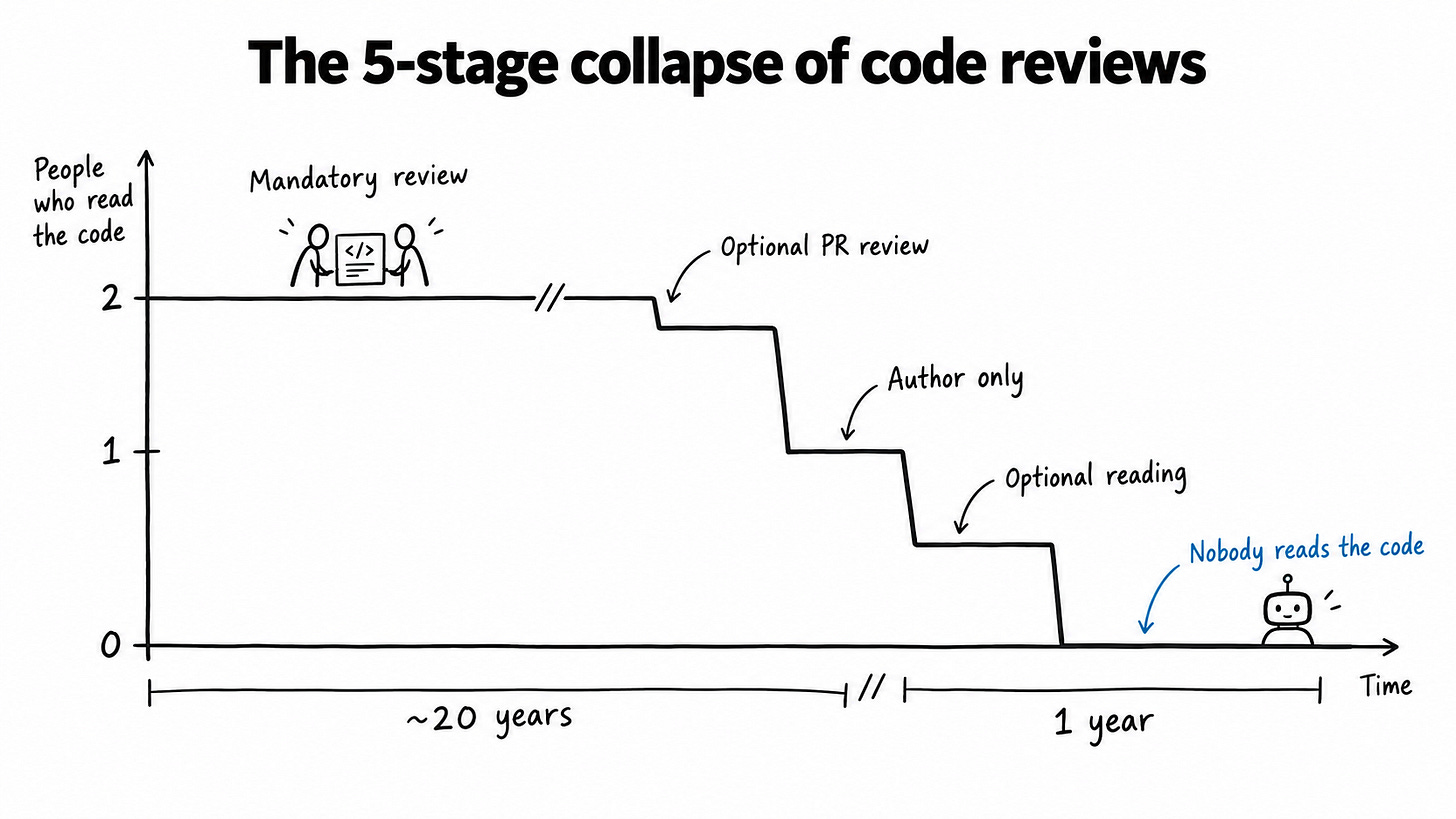 The 5-stage collapse of code reviews
People
who read
the code
Mandatory review
</>
Optional PR review
2
Author only
1
Optional reading
Nobody reads the code
0
Time
~20 years
//
1 year